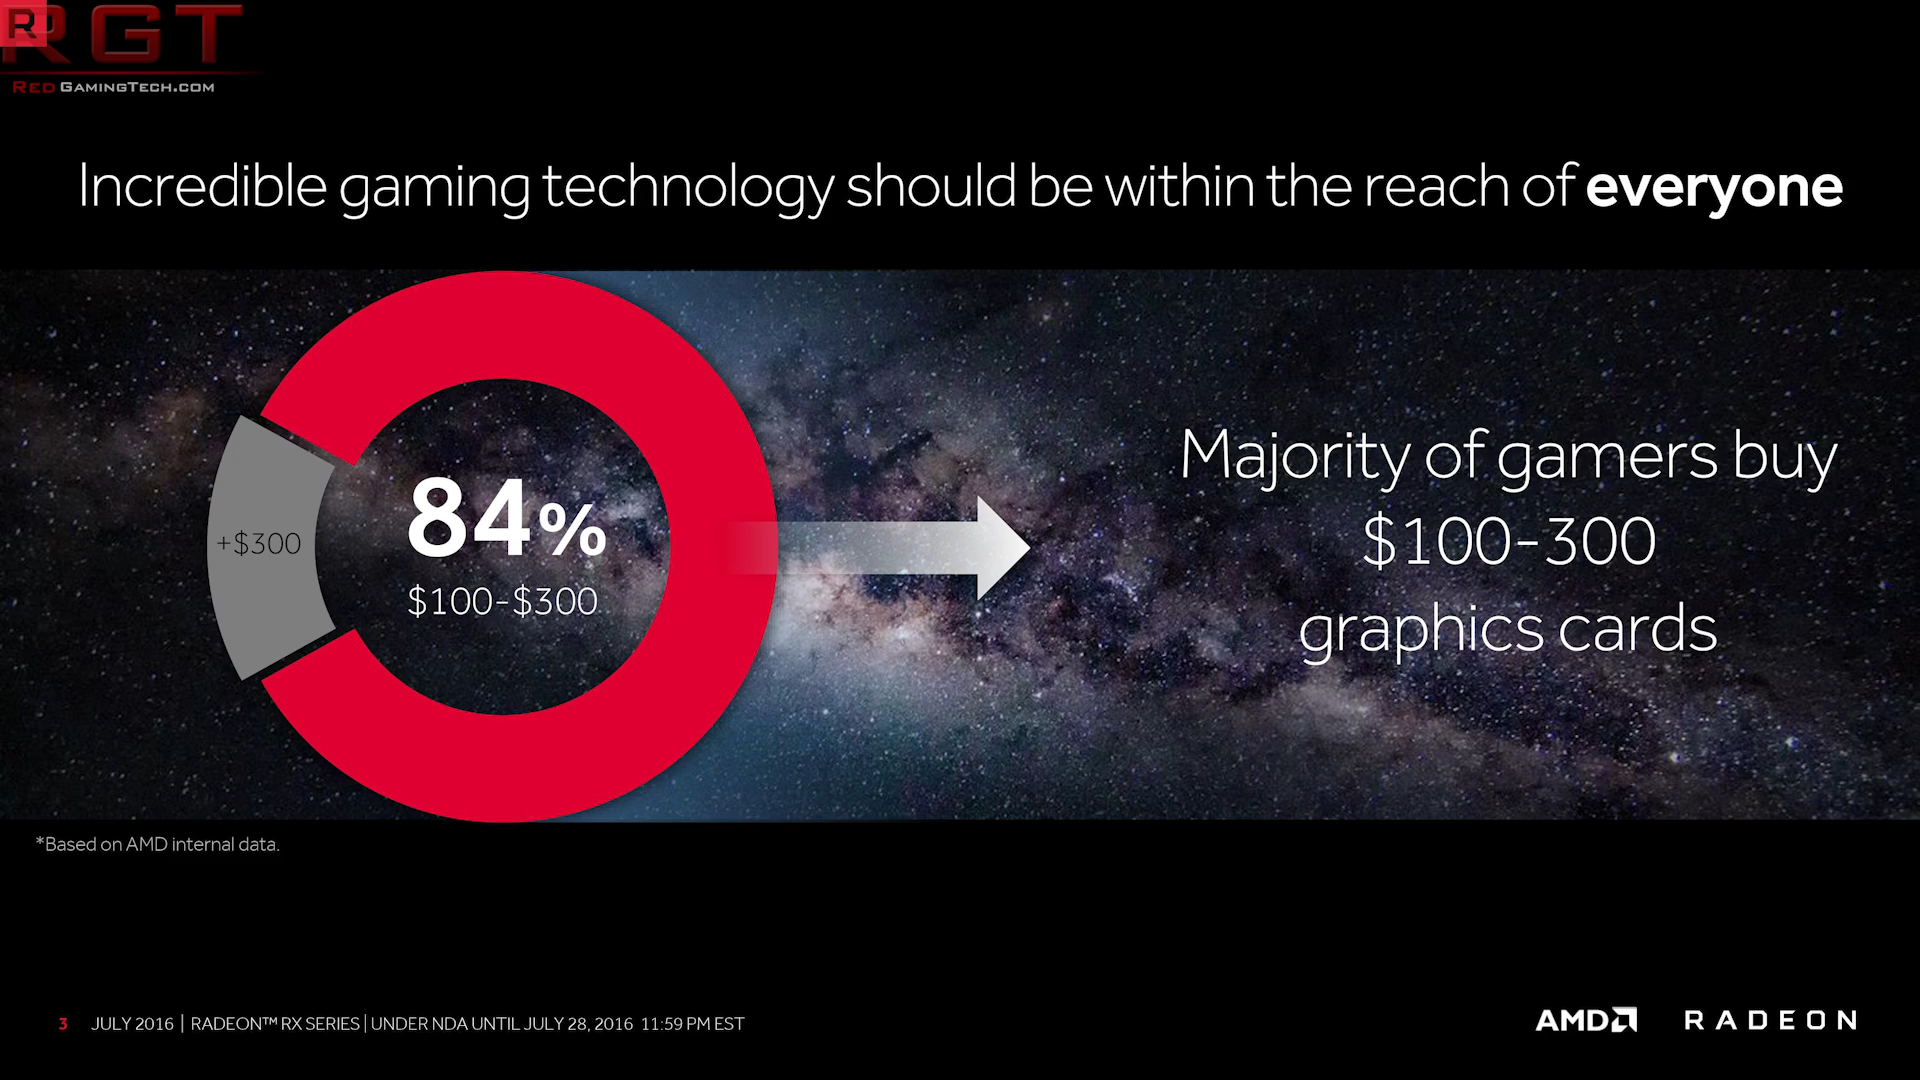 R
RGT
RED GAMINGTECH.COM
Incredible gaming technology should be within the reach of everyone
+$300
84%
$100-$300
Majority of gamers buy
$100-300
graphics cards
*Based on AMD internal data.
3 JULY 2016 | RADEON™ RX SERIES | UNDER NDA UNTIL JULY 28, 2016 11:59 PM EST
AMD RADEON